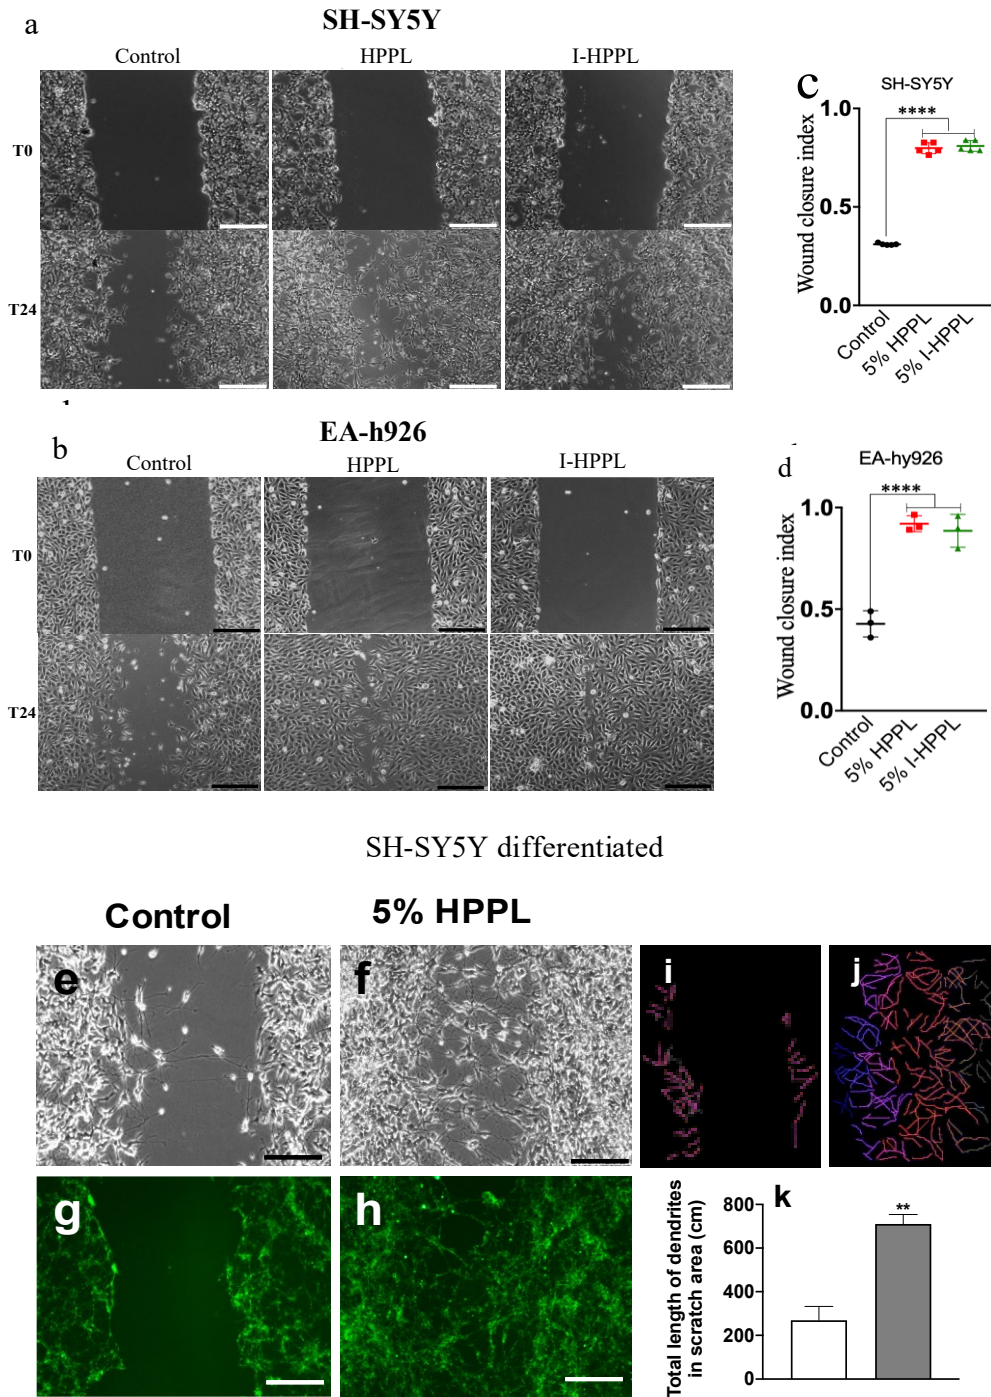 a
SH-SY5Y
Control
HPPL
I-HPPL
T0
T24
c
SH-SY5Y
****
Wound closure index
1.0
0.5
0.0
Control
5% HPPL
5% I-HPPL
b
EA-h926
Control
HPPL
I-HPPL
T0
T24
d
EA-hy926
****
Wound closure index
1.0
0.5
0.0
Control
5% HPPL
5% I-HPPL
SH-SY5Y differentiated
Control
5% HPPL
e
f
i
j
g
h
k
**
Total length of dendrites
in scratch area (cm)
800
600
400
200
0